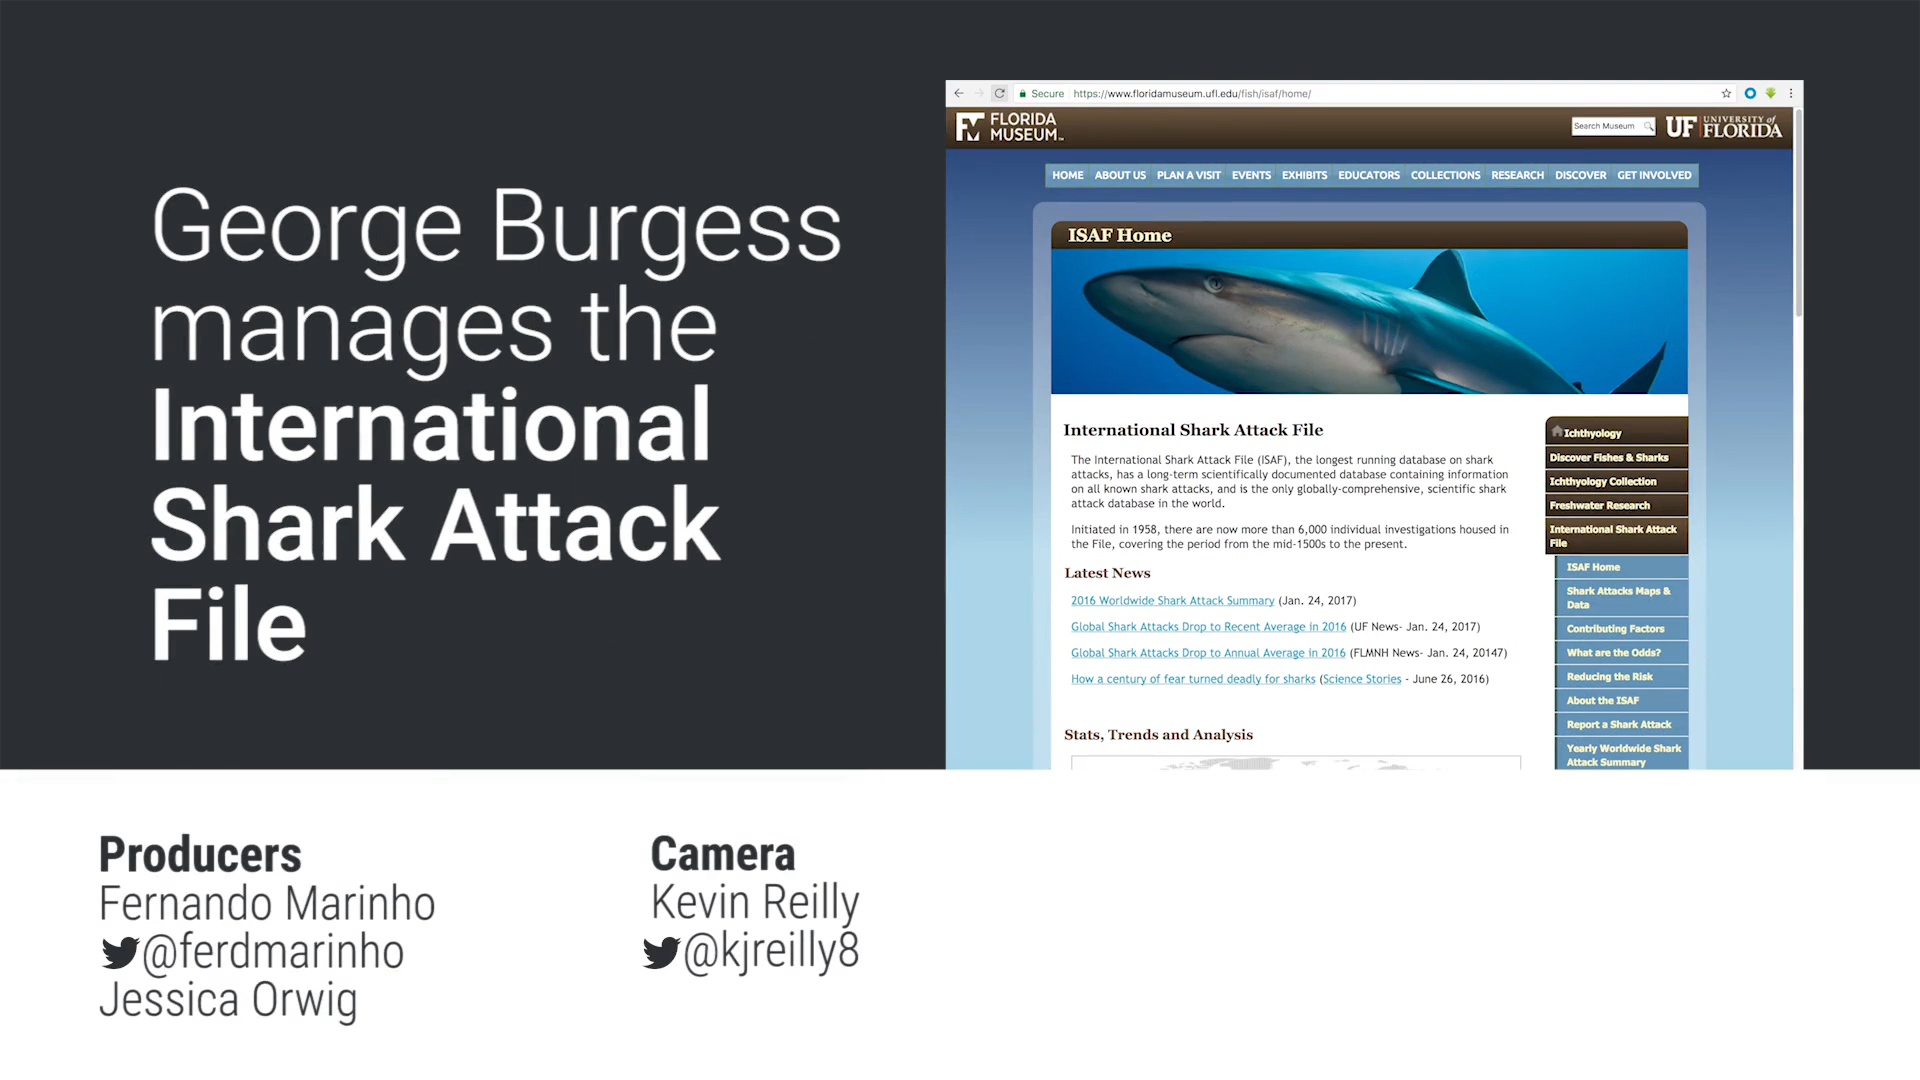 George Burgess
manages the
International
Shark Attack
File
Secure https://www.floridamuseum.ufl.edu/fish/isaf/home/
FLORIDA
MUSEUM
Search Museum
UF UNIVERSITY of
FLORIDA
HOME ABOUT US PLAN A VISIT EVENTS EXHIBITS EDUCATORS COLLECTIONS RESEARCH DISCOVER GET INVOLVED
ISAF Home
International Shark Attack File
The International Shark Attack File (ISAF), the longest running database on shark
attacks, has a long-term scientifically documented database containing information
on all known shark attacks, and is the only globally-comprehensive, scientific shark
attack database in the world.
Initiated in 1958, there are now more than 6,000 individual investigations housed in
the File, covering the period from the mid-1500s to the present.
Latest News
2016 Worldwide Shark Attack Summary (Jan. 24, 2017)
Global Shark Attacks Drop to Recent Average in 2016 (UF News- Jan. 24, 2017)
Global Shark Attacks Drop to Annual Average in 2016 (FLMNH News- Jan. 24, 20147)
How a century of fear turned deadly for sharks (Science Stories - June 26, 2016)
Stats, Trends and Analysis
Ichthyology
Discover Fishes & Sharks
Ichthyology Collection
Freshwater Research
International Shark Attack
File
ISAF Home
Shark Attacks Maps &
Data
Contributing Factors
What are the Odds?
Reducing the Risk
About the ISAF
Report a Shark Attack
Yearly Worldwide Shark
Attack Summary
Producers
Fernando Marinho
@ferdmarinho
Jessica Orwig
Camera
Kevin Reilly
@kjreilly8